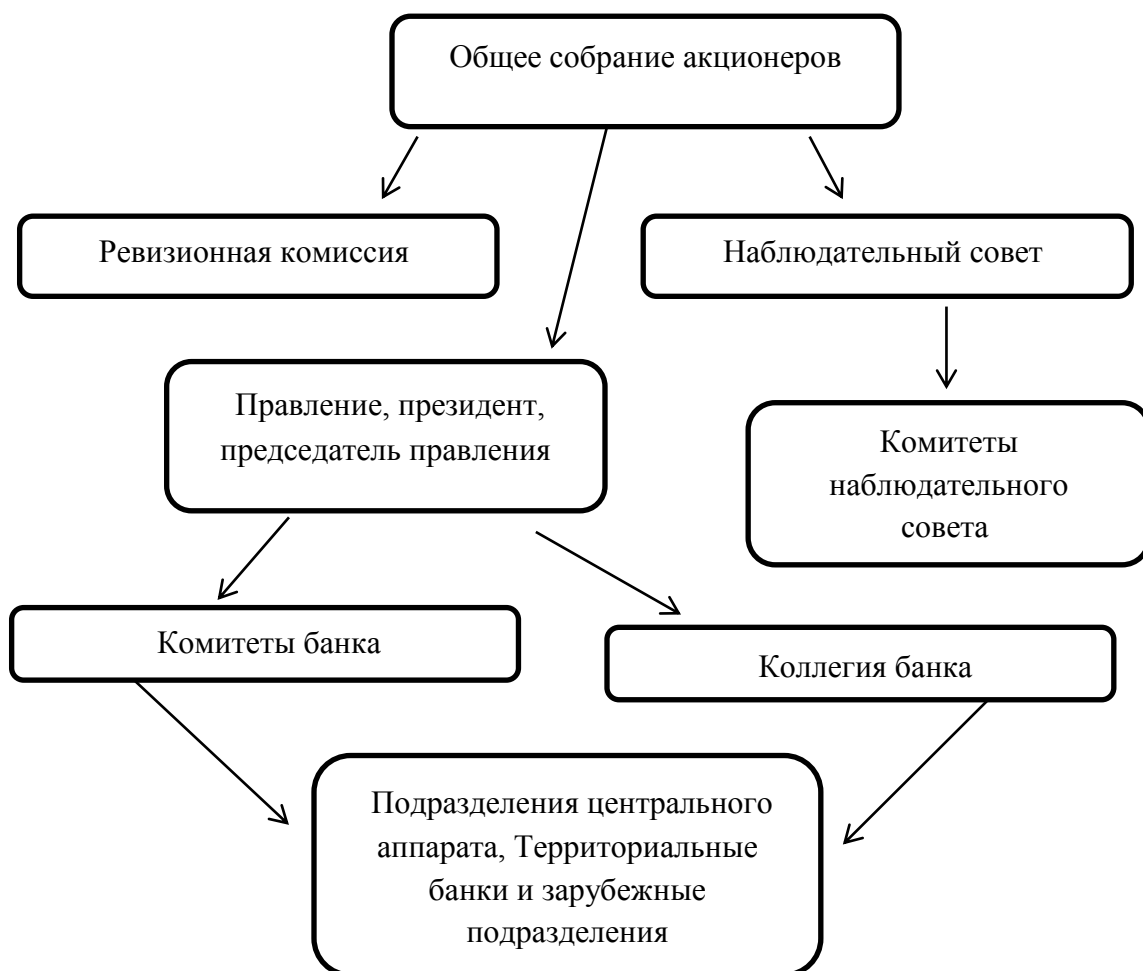 Общее собрание акционеров
Ревизионная комиссия
Наблюдательный совет
Правление, президент,
председатель правления
Комитеты
наблюдательного
совета
Комитеты банка
Коллегия банка
Подразделения центрального
аппарата, Территориальные
банки и зарубежные
подразделения